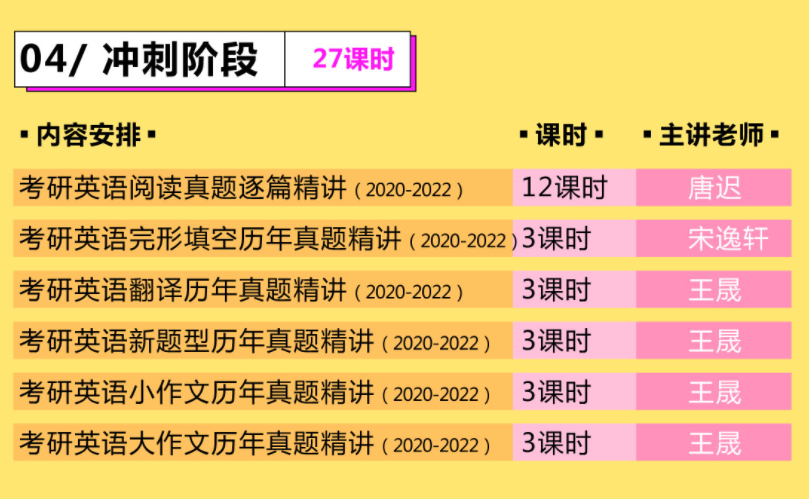 04/ 冲刺阶段 27课时
▪内容安排▪ ▪课时▪ ▪主讲老师▪
考研英语阅读真题逐篇精讲（2020-2022） 12课时 唐迟
考研英语完形填空历年真题精讲（2020-2022） 3课时 宋逸轩
考研英语翻译历年真题精讲（2020-2022） 3课时 王晟
考研英语新题型历年真题精讲（2020-2022） 3课时 王晟
考研英语小作文历年真题精讲（2020-2022） 3课时 王晟
考研英语大作文历年真题精讲（2020-2022） 3课时 王晟